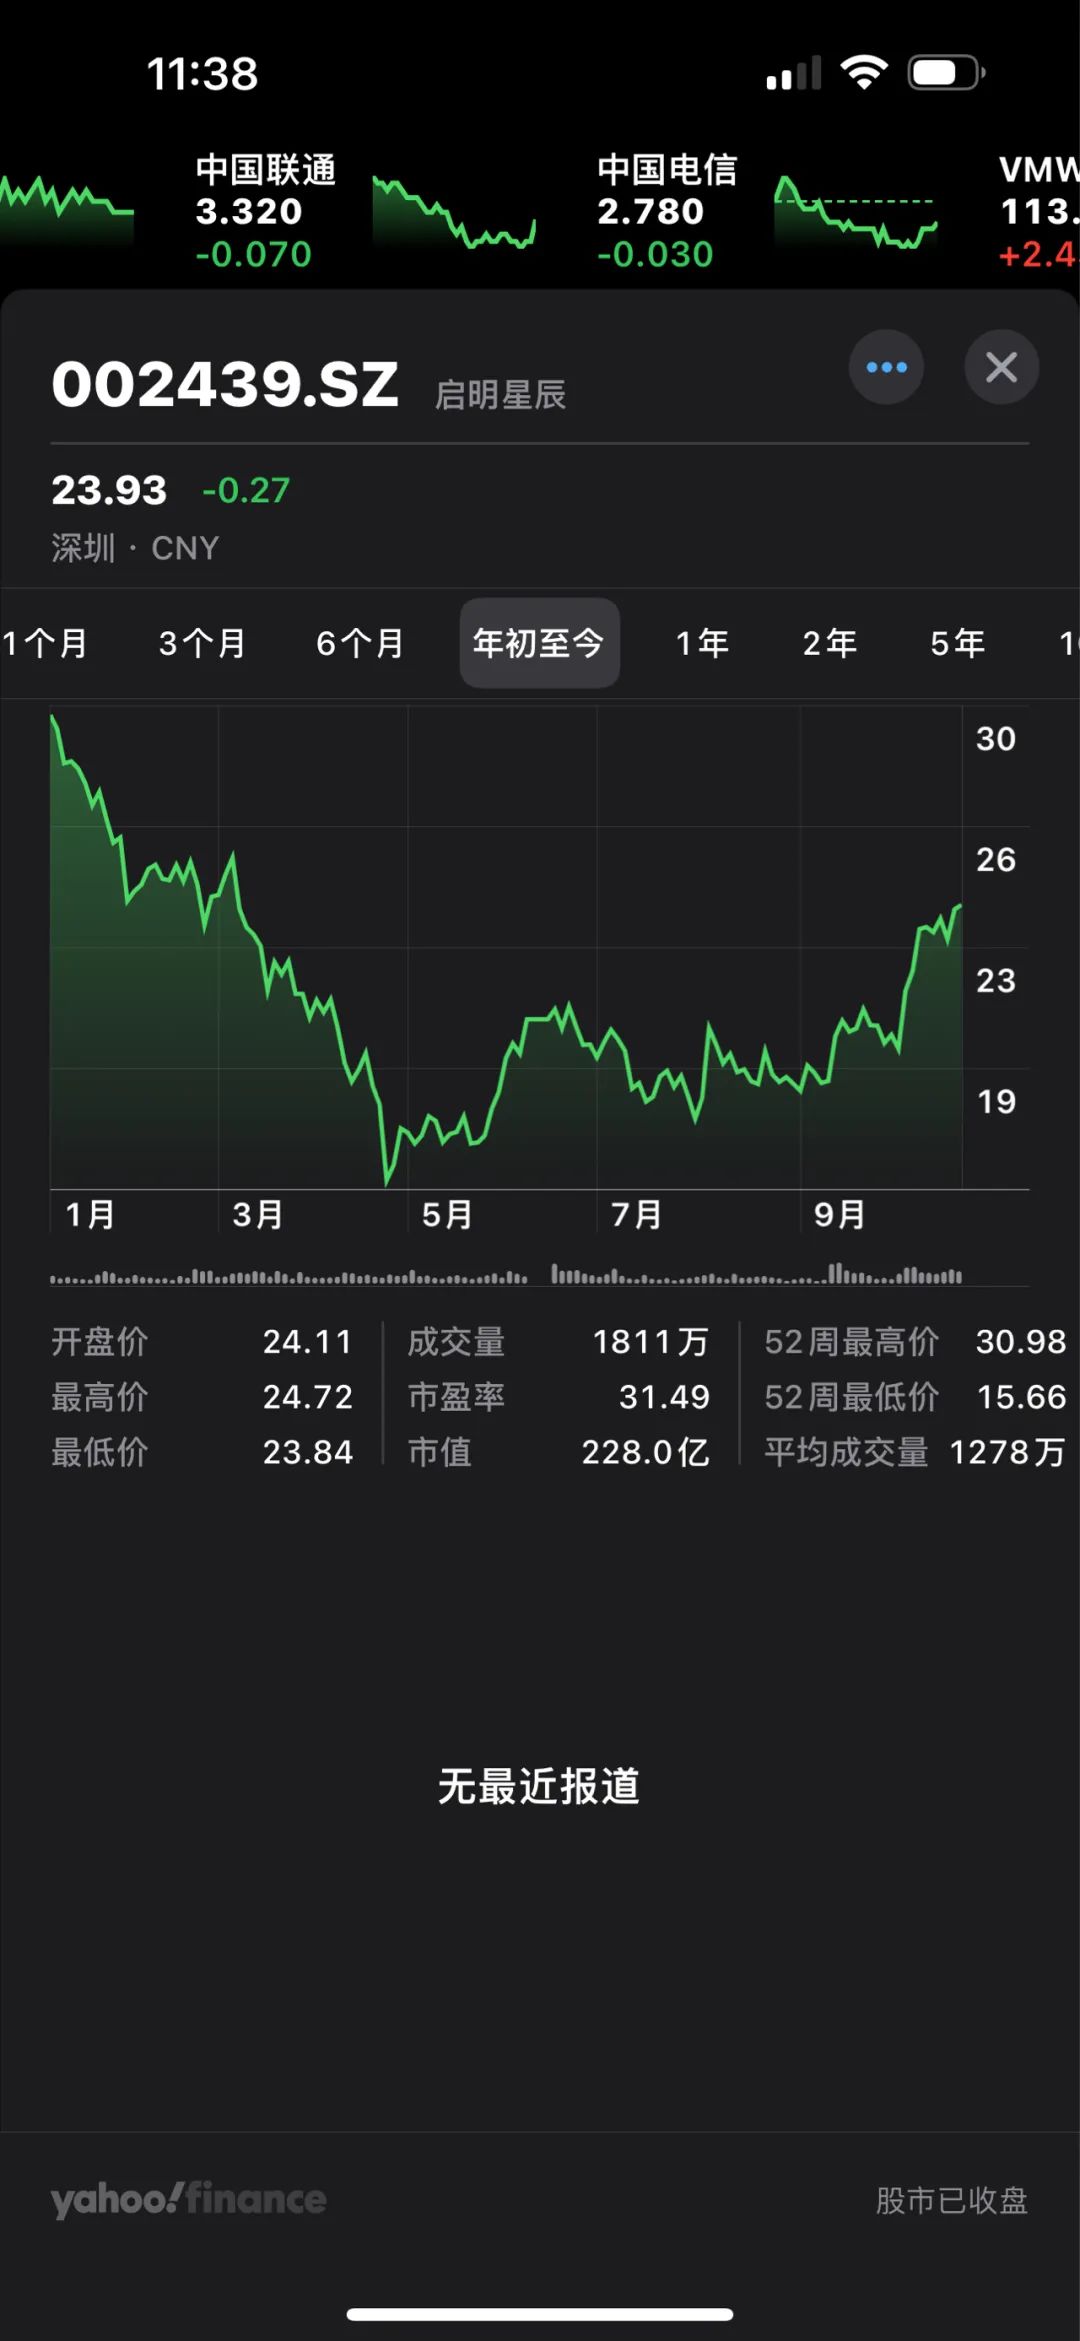 11:38
中国联通
3.320
-0.070
中国电信
2.780
-0.030
VMW
113.
+2.4
002439.SZ 启明星辰
23.93 -0.27
深圳 · CNY
1个月 3个月 6个月 年初至今 1年 2年 5年 1
30
26
23
19
1月 3月 5月 7月 9月
开盘价 24.11 成交量 1811万 52周最高价 30.98
最高价 24.72 市盈率 31.49 52周最低价 15.66
最低价 23.84 市值 228.0亿 平均成交量 1278万
无最近报道
yahoo!finance 股市已收盘